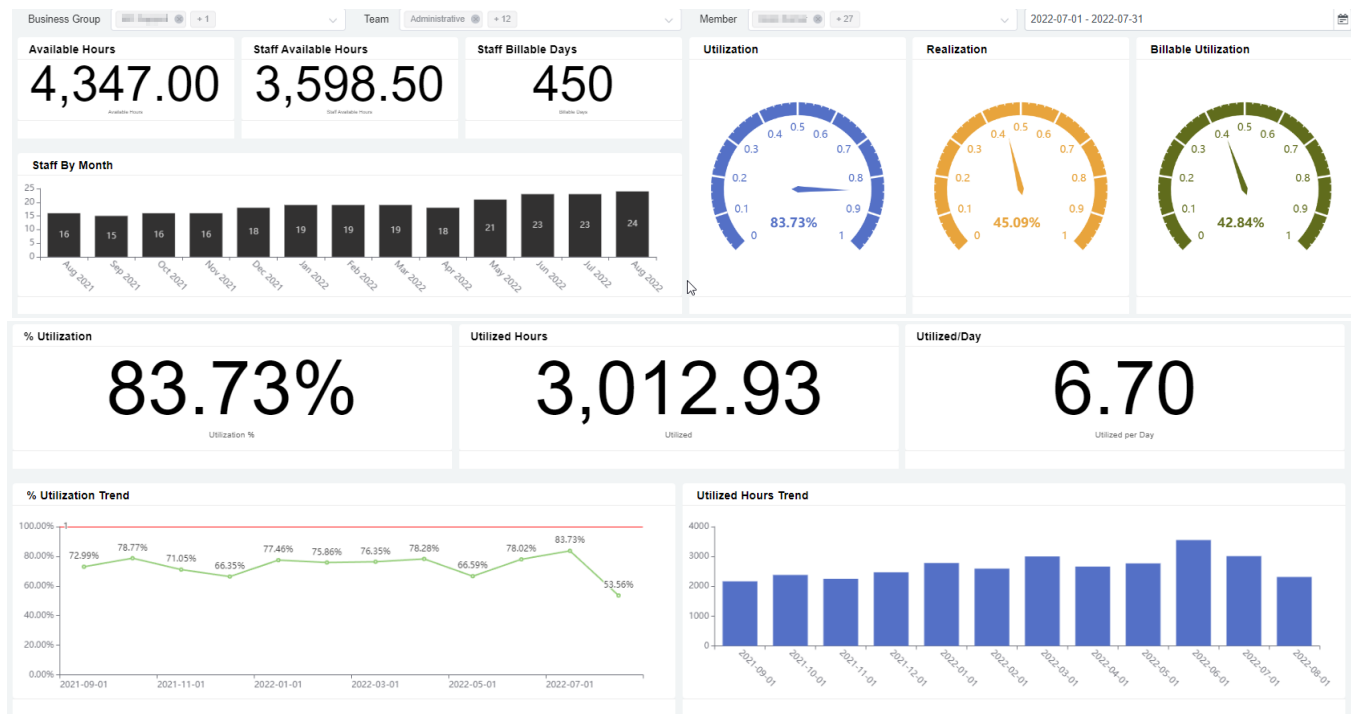 Business Group + 1 Team Administrative + 12 Member + 27 2022-07-01 - 2022-07-31
Available Hours
4,347.00
Available Hours
Staff Available Hours
3,598.50
Staff Available Hours
Staff Billable Days
450
Billable Days
Utilization
0 0.1 0.2 0.3 0.4 0.5 0.6 0.7 0.8 0.9 1
83.73%
Realization
0 0.1 0.2 0.3 0.4 0.5 0.6 0.7 0.8 0.9 1
45.09%
Billable Utilization
0 0.1 0.2 0.3 0.4 0.5 0.6 0.7 0.8 0.9 1
42.84%
Staff By Month
25
20
15
10
5
0
16 15 16 16 18 19 19 19 18 21 23 23 24
Aug 2021 Sep 2021 Oct 2021 Nov 2021 Dec 2021 Jan 2022 Feb 2022 Mar 2022 Apr 2022 May 2022 Jun 2022 Jul 2022 Aug 2022
% Utilization
83.73%
Utilization %
Utilized Hours
3,012.93
Utilized
Utilized/Day
6.70
Utilized per Day
% Utilization Trend
100.00%
80.00%
60.00%
40.00%
20.00%
0.00%
1
72.99% 78.77% 71.05% 66.35% 77.46% 75.86% 76.35% 78.28% 66.59% 78.02% 83.73% 53.56%
2021-09-01 2021-11-01 2022-01-01 2022-03-01 2022-05-01 2022-07-01
Utilized Hours Trend
4000
3000
2000
1000
0
2021-09-01 2021-10-01 2021-11-01 2021-12-01 2022-01-01 2022-02-01 2022-03-01 2022-04-01 2022-05-01 2022-06-01 2022-07-01 2022-08-01